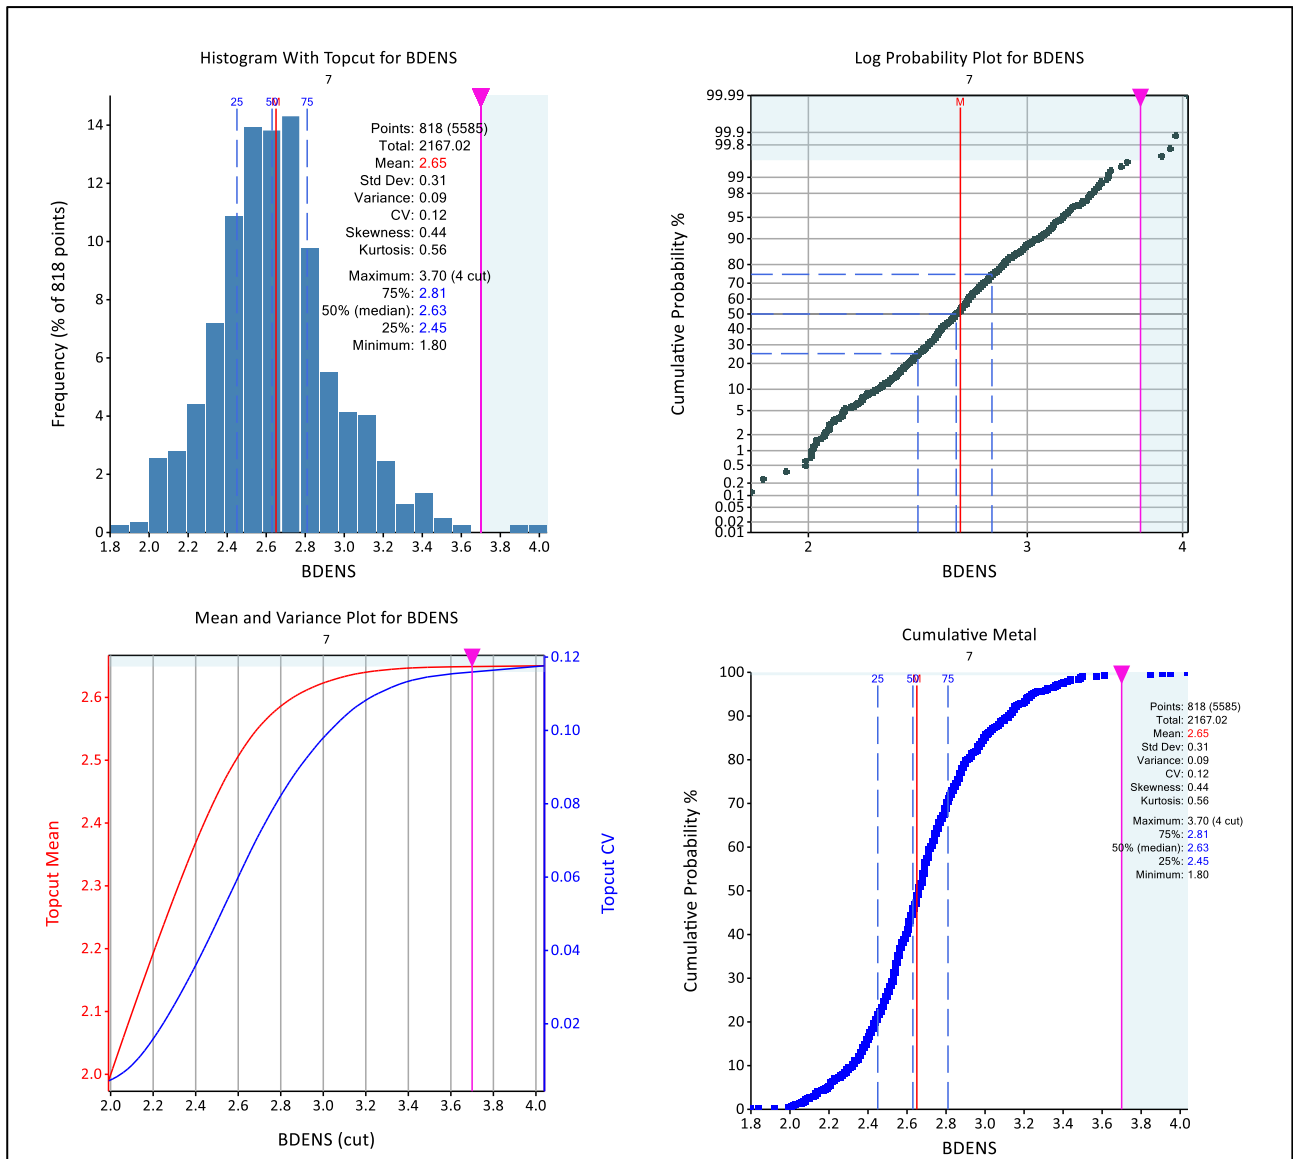 Histogram With Topcut for BDENS
7
25 50 M 75
14
12
10
8
6
4
2
0
Frequency (% of 818 points)
Points: 818 (5585)
Total: 2167.02
Mean: 2.65
Std Dev: 0.31
Variance: 0.09
CV: 0.12
Skewness: 0.44
Kurtosis: 0.56
Maximum: 3.70 (4 cut)
75%: 2.81
50% (median): 2.63
25%: 2.45
Minimum: 1.80
1.8 2.0 2.2 2.4 2.6 2.8 3.0 3.2 3.4 3.6 3.8 4.0
BDENS
Log Probability Plot for BDENS
7
M
99.99
99.9
99.8
99
98
95
90
80
70
60
50
40
30
20
10
5
2
1
0.5
0.2
0.1
0.05
0.02
0.01
Cumulative Probability %
2 3 4
BDENS
Mean and Variance Plot for BDENS
7
2.6
2.5
2.4
2.3
2.2
2.1
2.0
Topcut Mean
0.12
0.10
0.08
0.06
0.04
0.02
Topcut CV
2.0 2.2 2.4 2.6 2.8 3.0 3.2 3.4 3.6 3.8 4.0
BDENS (cut)
Cumulative Metal
7
25 50 M 75
100
90
80
70
60
50
40
30
20
10
0
Cumulative Probability %
Points: 818 (5585)
Total: 2167.02
Mean: 2.65
Std Dev: 0.31
Variance: 0.09
CV: 0.12
Skewness: 0.44
Kurtosis: 0.56
Maximum: 3.70 (4 cut)
75%: 2.81
50% (median): 2.63
25%: 2.45
Minimum: 1.80
1.8 2.0 2.2 2.4 2.6 2.8 3.0 3.2 3.4 3.6 3.8 4.0
BDENS